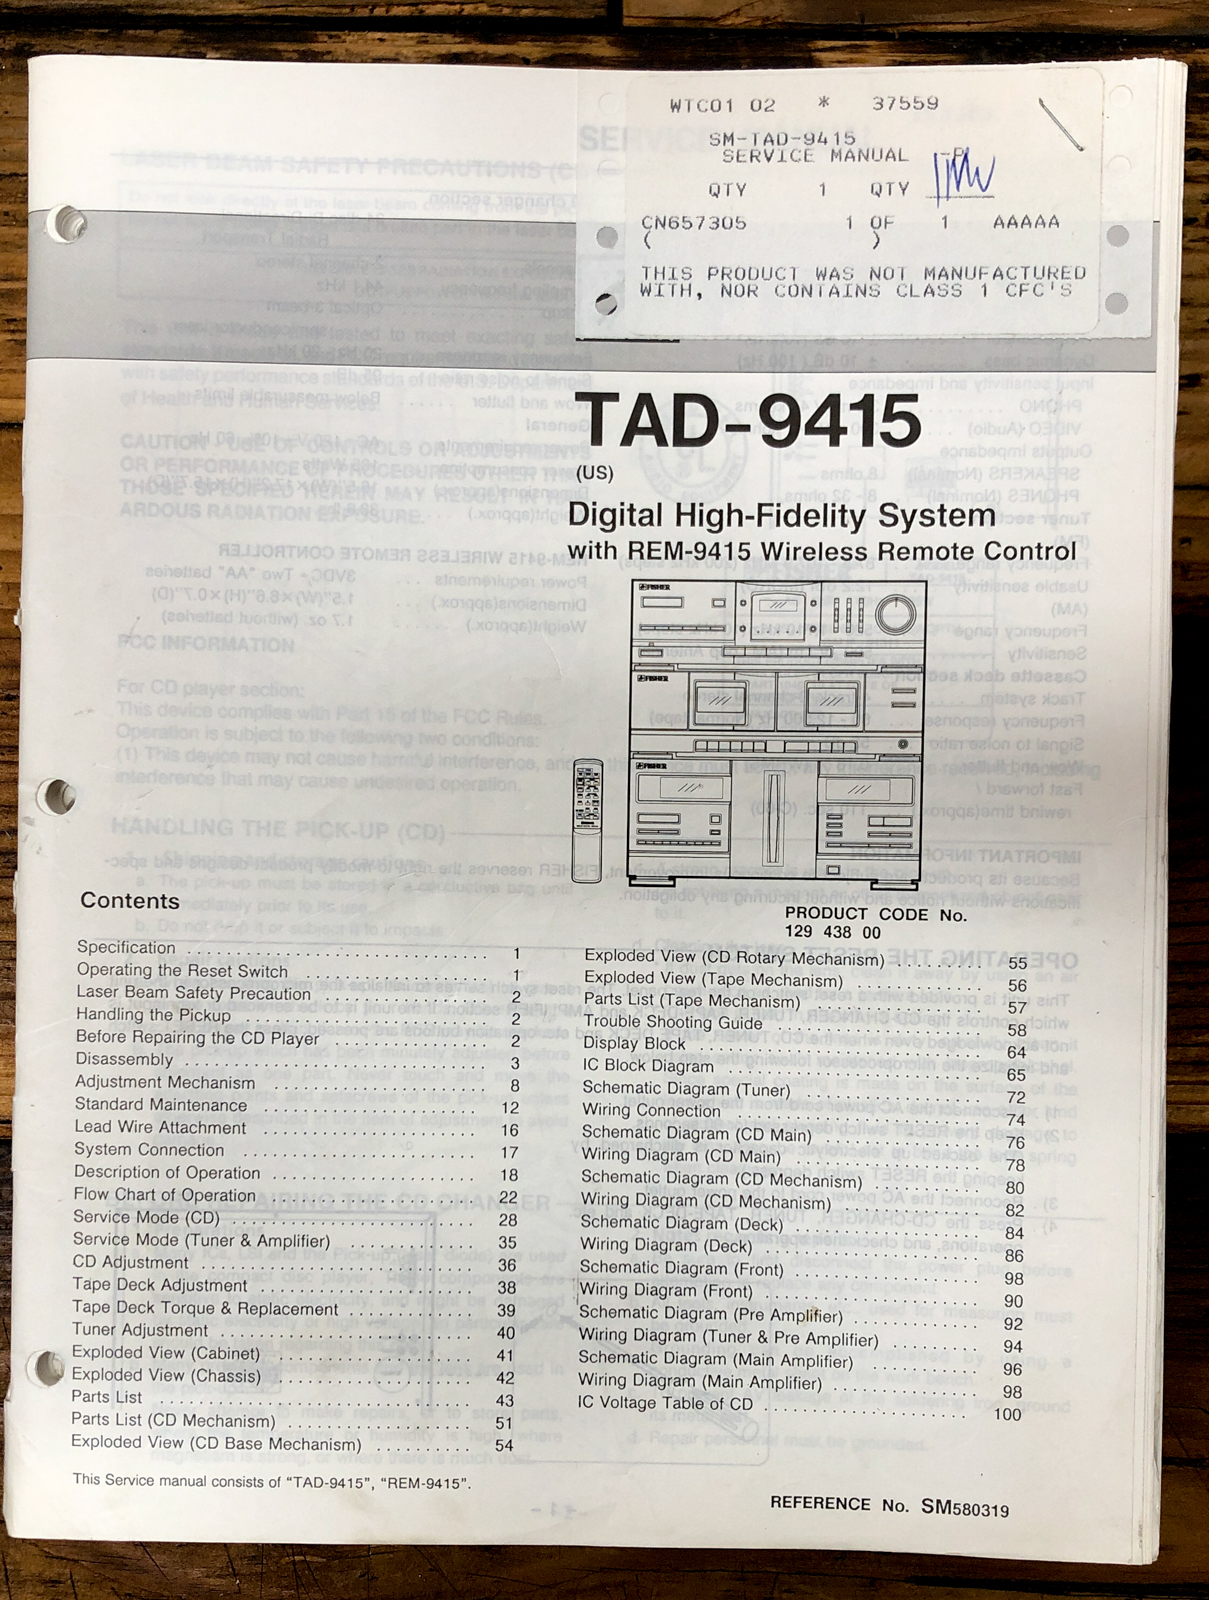 WTC01 02 * 37559
SM-TAD-9415
SERVICE MANUAL -P
QTY 1 QTY
CN657305 1 OF 1 AAAAA
( )
THIS PRODUCT WAS NOT MANUFACTURED
WITH, NOR CONTAINS CLASS 1 CFC'S
TAD-9415
(US)
Digital High-Fidelity System
with REM-9415 Wireless Remote Control
FISHER
FISHER
FISHER
PRODUCT CODE No.
129 438 00
Contents
Specification 1
Operating the Reset Switch 1
Laser Beam Safety Precaution 2
Handling the Pickup 2
Before Repairing the CD Player 2
Disassembly 3
Adjustment Mechanism 8
Standard Maintenance 12
Lead Wire Attachment 16
System Connection 17
Description of Operation 18
Flow Chart of Operation 22
Service Mode (CD) 28
Service Mode (Tuner & Amplifier) 35
CD Adjustment 36
Tape Deck Adjustment 38
Tape Deck Torque & Replacement 39
Tuner Adjustment 40
Exploded View (Cabinet) 41
Exploded View (Chassis) 42
Parts List 43
Parts List (CD Mechanism) 51
Exploded View (CD Base Mechanism) 54
Exploded View (CD Rotary Mechanism) 55
Exploded View (Tape Mechanism) 56
Parts List (Tape Mechanism) 57
Trouble Shooting Guide 58
Display Block 64
IC Block Diagram 65
Schematic Diagram (Tuner) 72
Wiring Connection 74
Schematic Diagram (CD Main) 76
Wiring Diagram (CD Main) 78
Schematic Diagram (CD Mechanism) 80
Wiring Diagram (CD Mechanism) 82
Schematic Diagram (Deck) 84
Wiring Diagram (Deck) 86
Schematic Diagram (Front) 98
Wiring Diagram (Front) 90
Schematic Diagram (Pre Amplifier) 92
Wiring Diagram (Tuner & Pre Amplifier) 94
Schematic Diagram (Main Amplifier) 96
Wiring Diagram (Main Amplifier) 98
IC Voltage Table of CD 100
This Service manual consists of "TAD-9415", "REM-9415".
REFERENCE No. SM580319